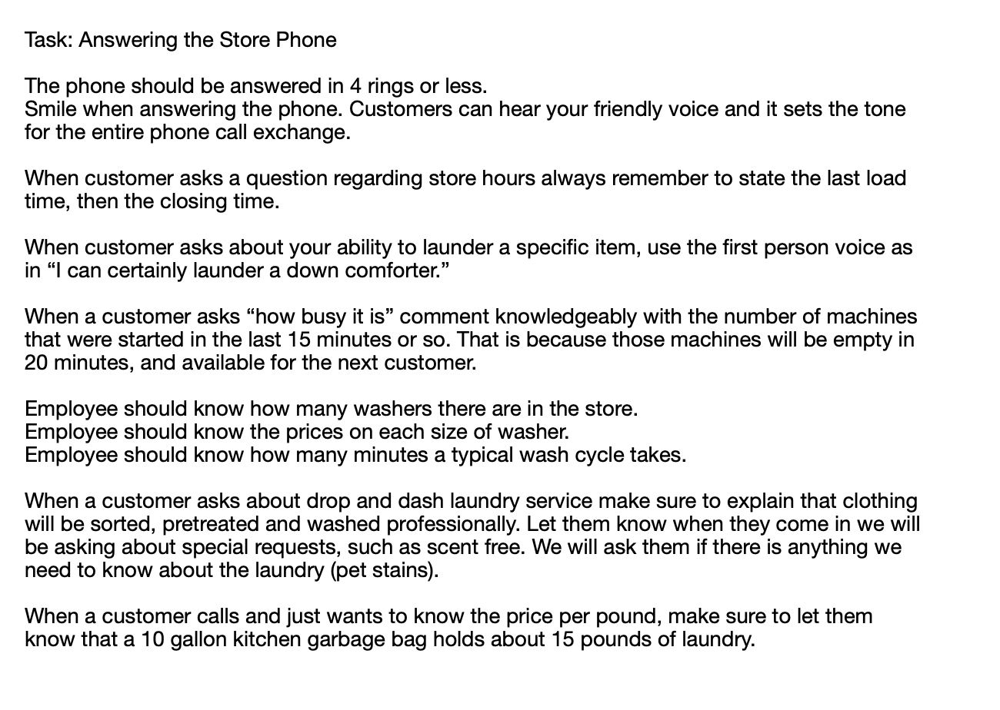 Task: Answering the Store Phone
The phone should be answered in 4 rings or less.
Smile when answering the phone. Customers can hear your friendly voice and it sets the tone
for the entire phone call exchange.
When customer asks a question regarding store hours always remember to state the last load
time, then the closing time.
When customer asks about your ability to launder a specific item, use the first person voice as
in “I can certainly launder a down comforter.”
When a customer asks “how busy it is” comment knowledgeably with the number of machines
that were started in the last 15 minutes or so. That is because those machines will be empty in
20 minutes, and available for the next customer.
Employee should know how many washers there are in the store.
Employee should know the prices on each size of washer.
Employee should know how many minutes a typical wash cycle takes.
When a customer asks about drop and dash laundry service make sure to explain that clothing
will be sorted, pretreated and washed professionally. Let them know when they come in we will
be asking about special requests, such as scent free. We will ask them if there is anything we
need to know about the laundry (pet stains).
When a customer calls and just wants to know the price per pound, make sure to let them
know that a 10 gallon kitchen garbage bag holds about 15 pounds of laundry.